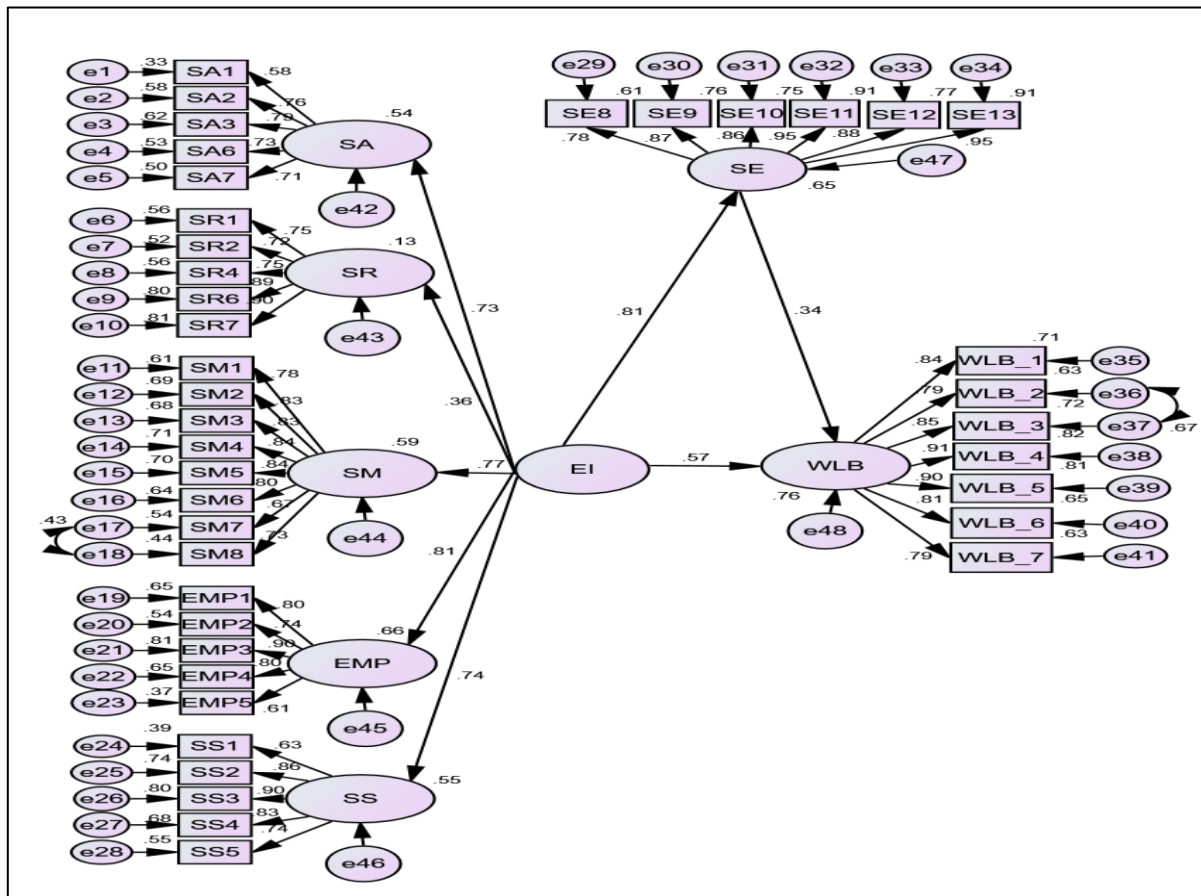 e1 .33 SA1 .58
e2 .58 SA2 .76
e3 .62 SA3 .79
e4 .53 SA6 .73
e5 .50 SA7 .71
.54
SA
e42
e6 .56 SR1 .75
e7 .52 SR2 .72
e8 .56 SR4 .75
e9 .80 SR6 .89
e10 .81 SR7 .90
.13
SR
e43
e11 .61 SM1 .78
e12 .69 SM2 .83
e13 .68 SM3 .83
e14 .71 SM4 .84
e15 .70 SM5 .84
e16 .64 SM6 .80
.43 e17 .54 SM7 .67
e18 .44 SM8 .73
.59
SM
e44
e19 .65 EMP1 .80
e20 .54 EMP2 .74
e21 .81 EMP3 .90
e22 .65 EMP4 .80
e23 .37 EMP5 .61
.66
EMP
e45
e24 .39 SS1 .63
e25 .74 SS2 .86
e26 .80 SS3 .90
e27 .68 SS4 .83
e28 .55 SS5 .74
.55
SS
e46
.73
.36
.77
.81
.74
EI
.81
.57
.34
e29 e30 e31 e32 e33 e34
.61 .76 .75 .91 .77 .91
SE8 SE9 SE10 SE11 SE12 SE13
.78 .87 .86 .95 .88 .95
SE
e47
.65
WLB
.76
e48
.84 WLB_1 .71 e35
.79 WLB_2 .63 e36
.85 WLB_3 .72 e37 .67
.91 WLB_4 .82 e38
.90 WLB_5 .81 e39
.81 WLB_6 .65 e40
.79 WLB_7 .63 e41